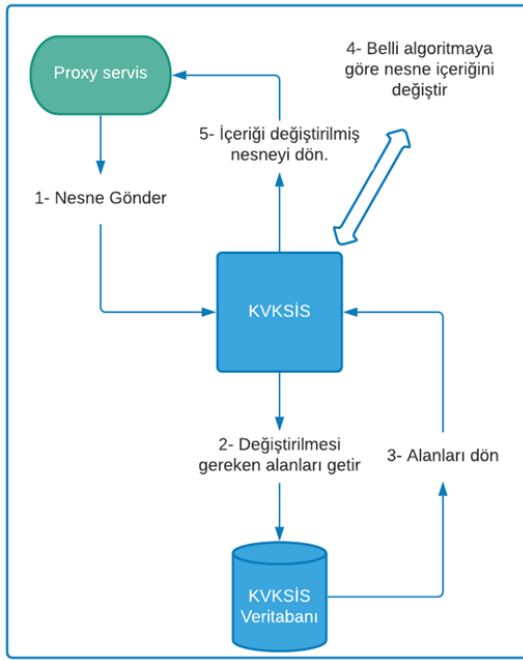 Proxy servis
4- Belli algoritmaya
göre nesne içeriğini
değiştir
5- İçeriği değiştirilmiş
nesneyi dön.
1- Nesne Gönder
KVKSİS
2- Değiştirilmesi
gereken alanları getir
3- Alanları dön
KVKSİS
Veritabanı